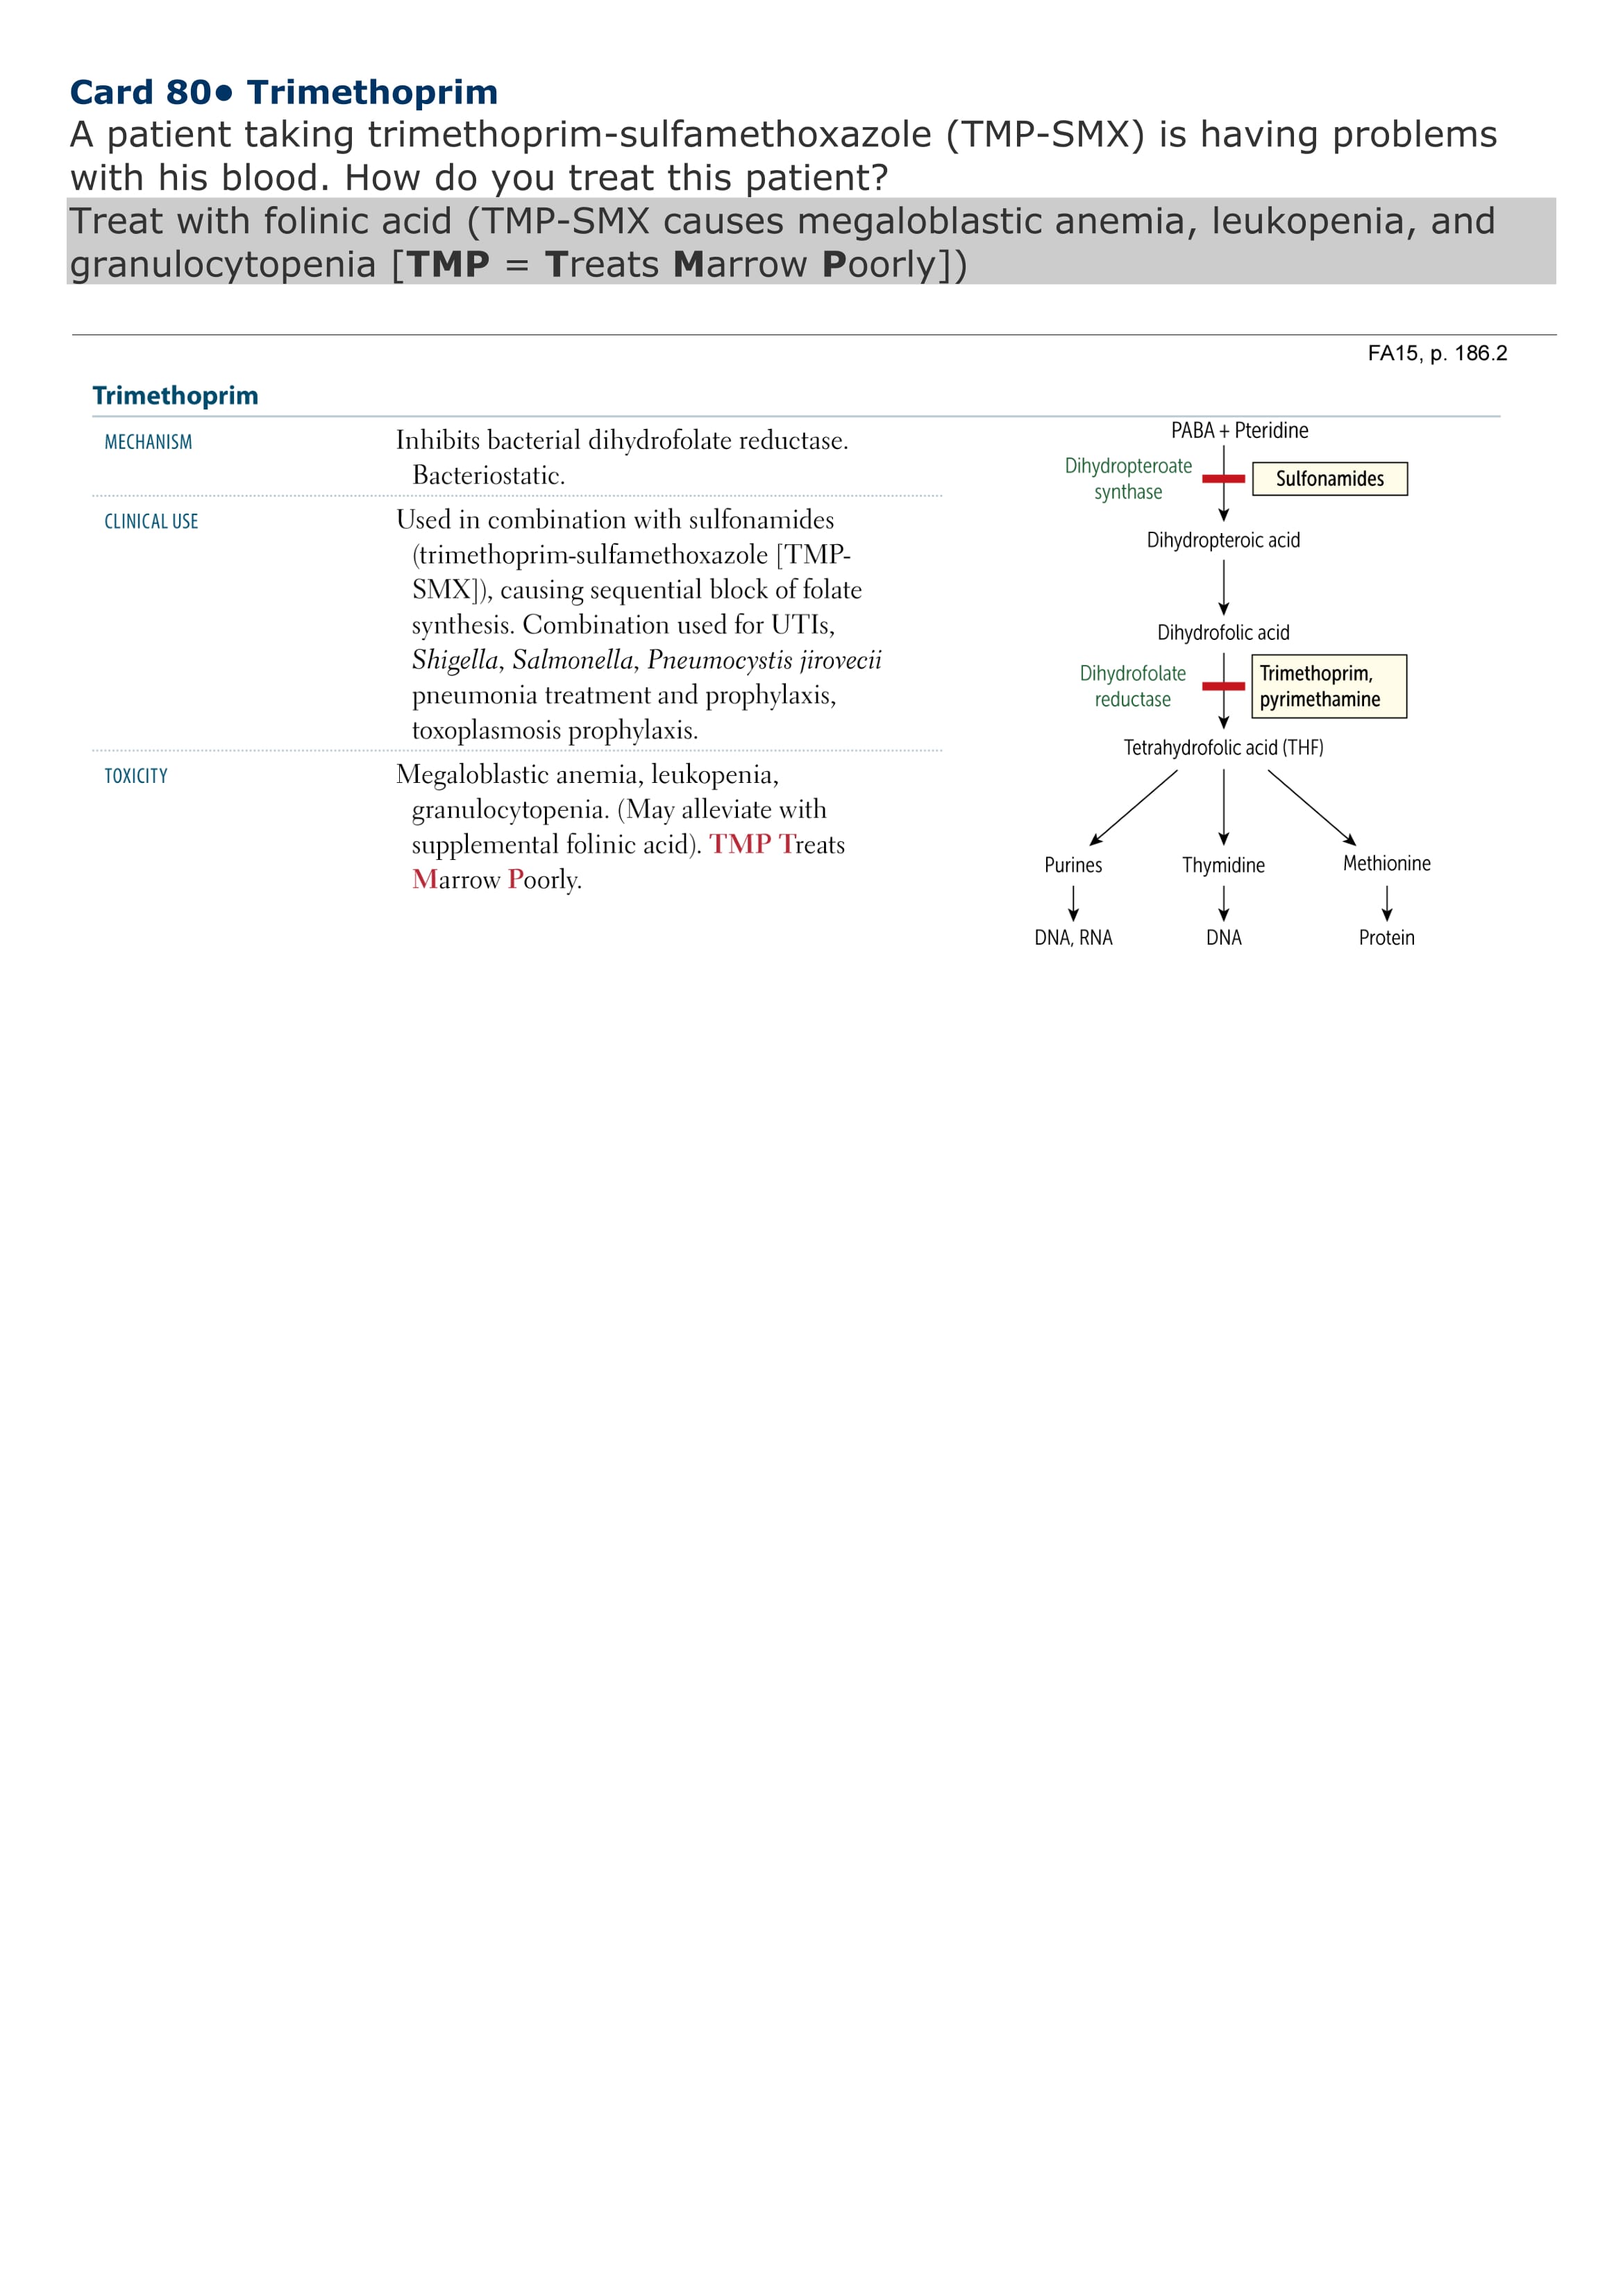 Card 80● Trimethoprim
A patient taking trimethoprim-sulfamethoxazole (TMP-SMX) is having problems
with his blood. How do you treat this patient?
Treat with folinic acid (TMP-SMX causes megaloblastic anemia, leukopenia, and
granulocytopenia [TMP = Treats Marrow Poorly])
FA15, p. 186.2
Trimethoprim
MECHANISM
Inhibits bacterial dihydrofolate reductase.
Bacteriostatic.
CLINICAL USE
Used in combination with sulfonamides
(trimethoprim-sulfamethoxazole [TMP-
SMX]), causing sequential block of folate
synthesis. Combination used for UTIs,
Shigella, Salmonella, Pneumocystis jirovecii
pneumonia treatment and prophylaxis,
toxoplasmosis prophylaxis.
TOXICITY
Megaloblastic anemia, leukopenia,
granulocytopenia. (May alleviate with
supplemental folinic acid). TMP Treats
Marrow Poorly.
PABA + Pteridine
Dihydropteroate
synthase
Sulfonamides
Dihydropteroic acid
Dihydrofolic acid
Dihydrofolate
reductase
Trimethoprim,
pyrimethamine
Tetrahydrofolic acid (THF)
Purines
Thymidine
Methionine
DNA, RNA
DNA
Protein